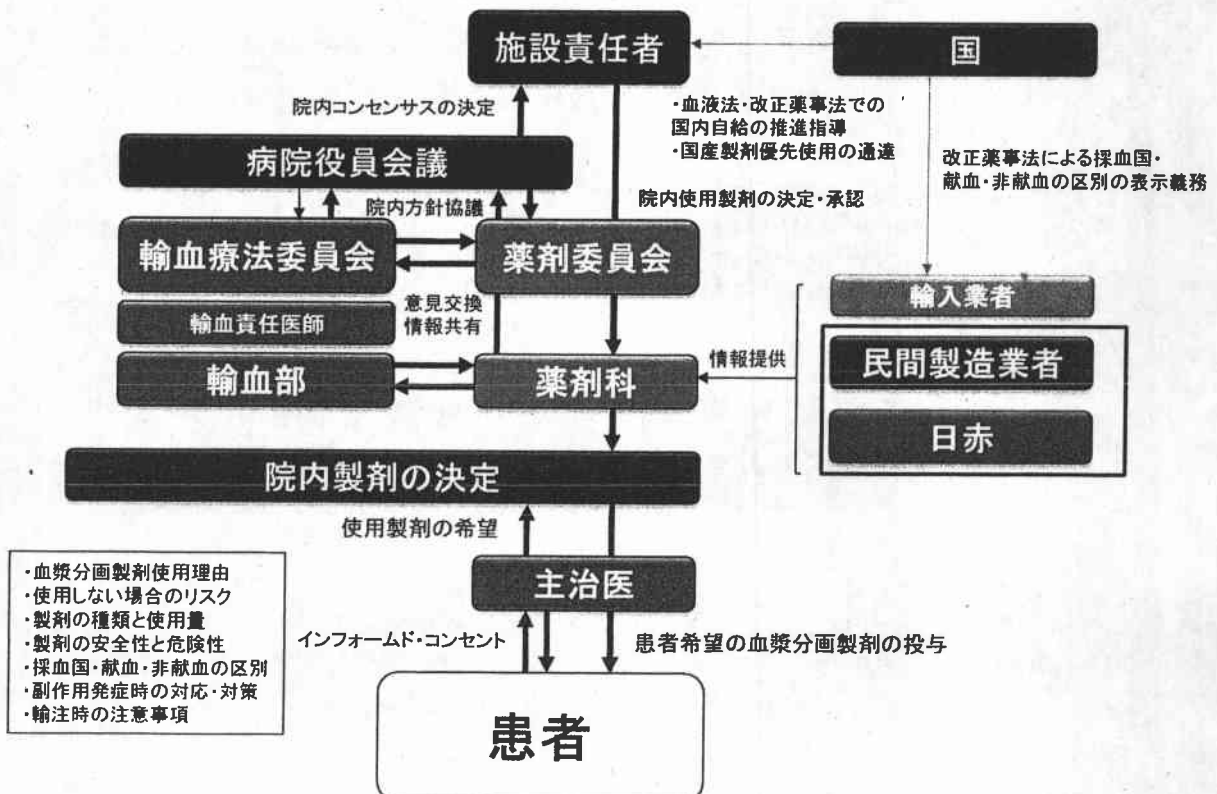 施設責任者
国
院内コンセンサスの決定
・血液法・改正薬事法での
国内自給の推進指導
・国産製剤優先使用の通達
改正薬事法による採血国・
献血・非献血の区別の表示義務
病院役員会議
院内方針協議
院内使用製剤の決定・承認
輸血療法委員会
薬剤委員会
輸入業者
輸血責任医師
意見交換
情報共有
民間製造業者
輸血部
薬剤科
情報提供
日赤
院内製剤の決定
使用製剤の希望
主治医
・血漿分画製剤使用理由
・使用しない場合のリスク
・製剤の種類と使用量
・製剤の安全性と危険性
・採血国・献血・非献血の区別
・副作用発症時の対応・対策
・輸注時の注意事項
インフォームド・コンセント
患者希望の血漿分画製剤の投与
患者